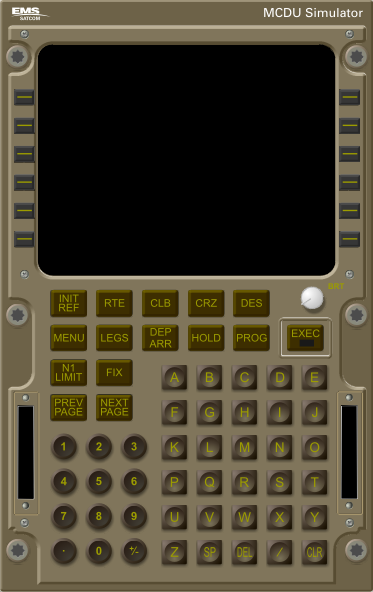 EMS
SATCOM
MCDU Simulator
BRT
INIT REF
RTE
CLB
CRZ
DES
MENU
LEGS
DEP ARR
HOLD
PROG
EXEC
N1 LIMIT
FIX
PREV PAGE
NEXT PAGE
A B C D E
F G H I J
1 2 3
K L M N O
4 5 6
P Q R S T
7 8 9
U V W X Y
. 0 +/-
Z SP DEL / CLR